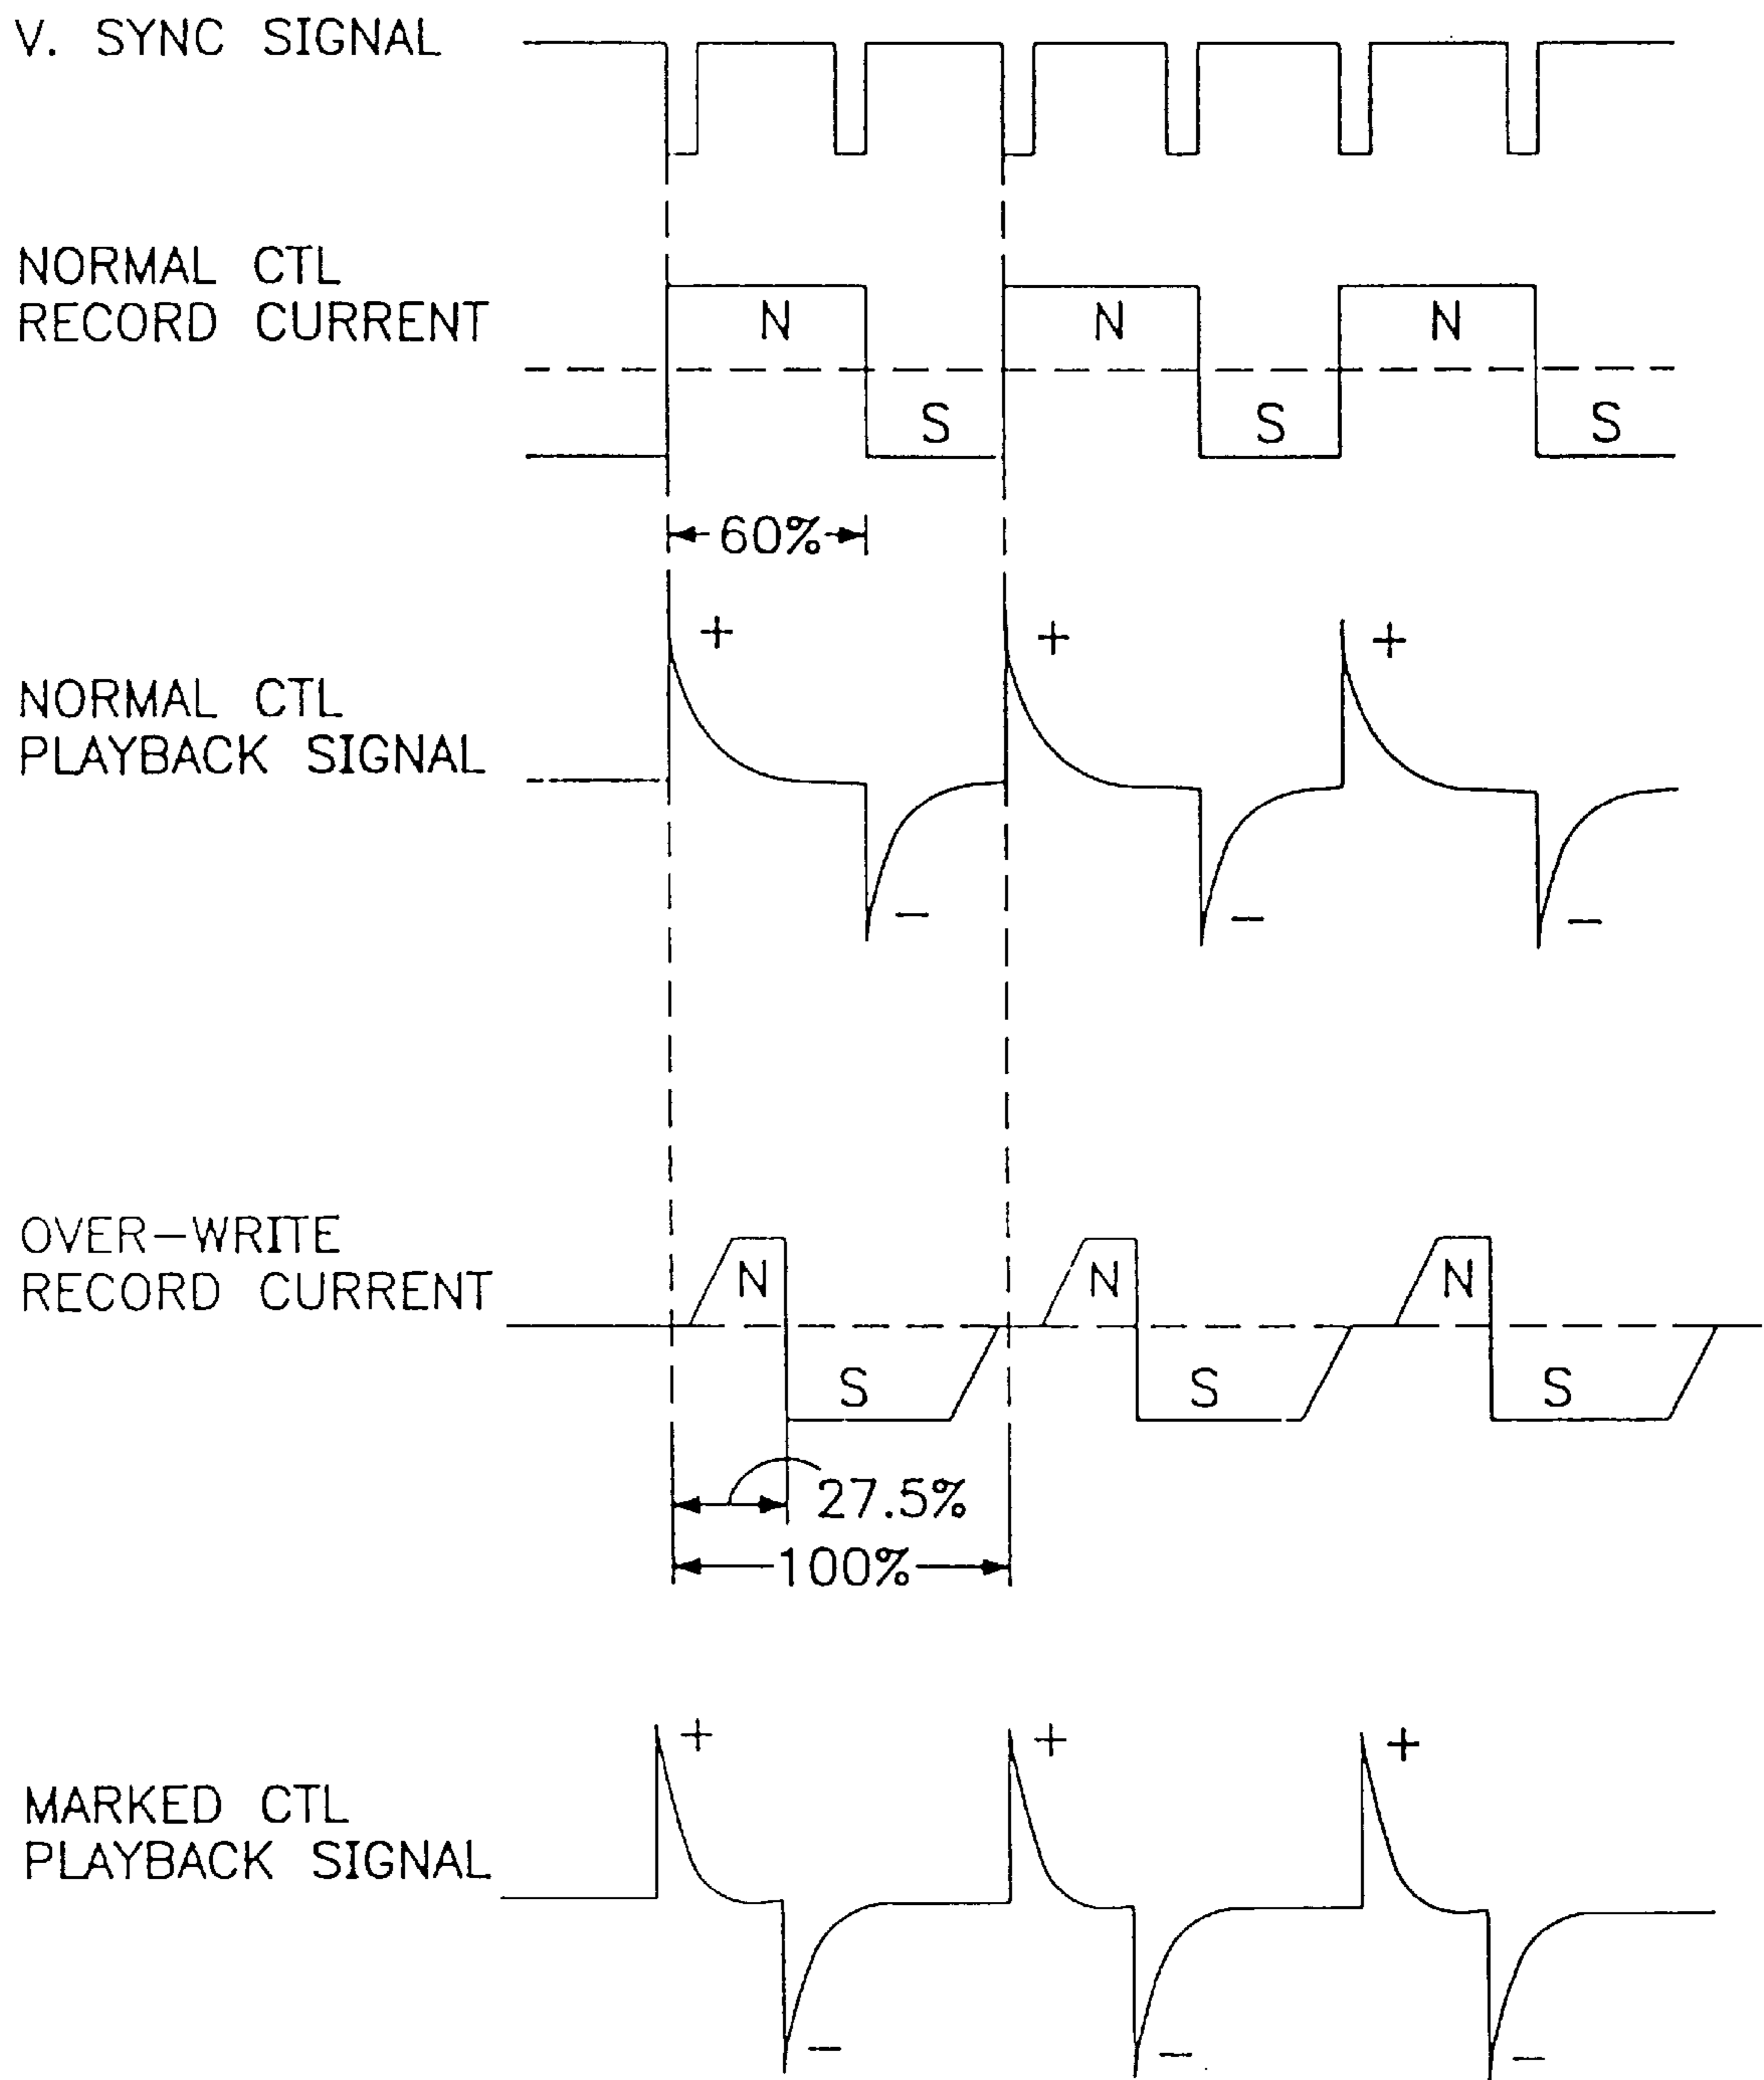 V. SYNC SIGNAL
NORMAL CTL
RECORD CURRENT
N N N
S S S
60%
+ + +
NORMAL CTL
PLAYBACK SIGNAL
− − −
OVER−WRITE
RECORD CURRENT
N N N
S S S
27.5%
100%
+ + +
MARKED CTL
PLAYBACK SIGNAL
− − −